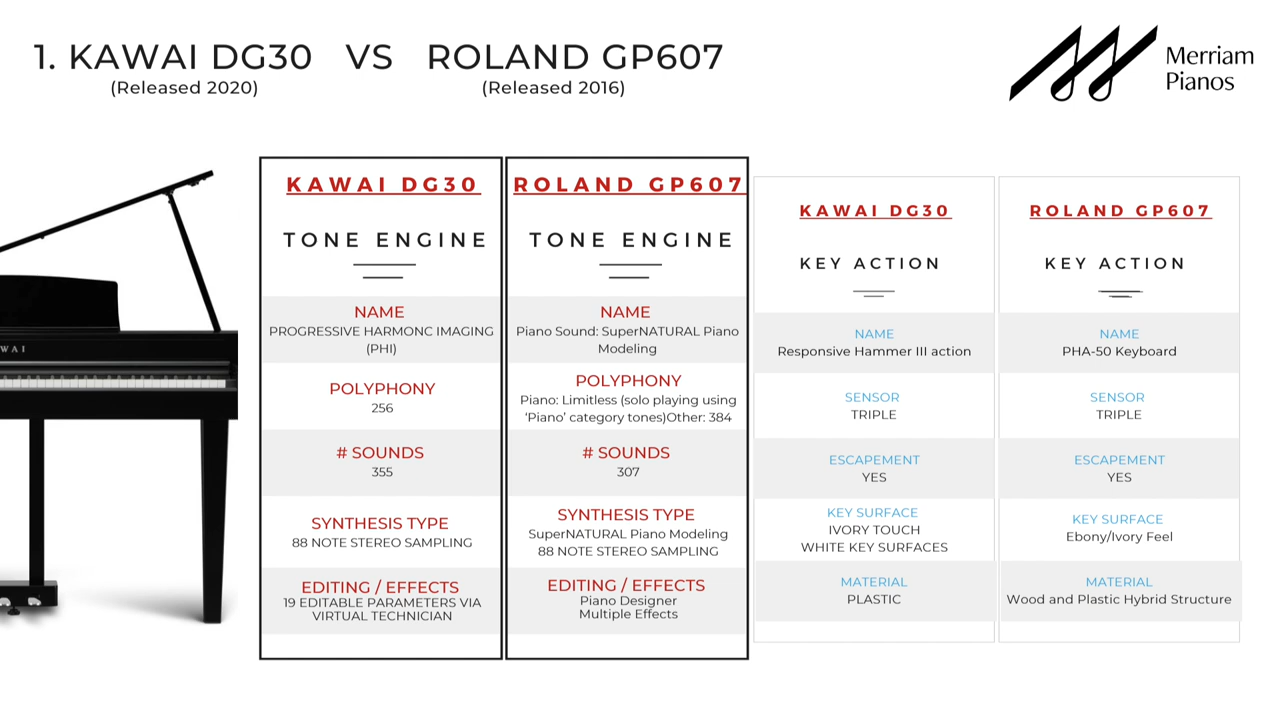 1. KAWAI DG30 VS ROLAND GP607
(Released 2020) (Released 2016)
Merriam
Pianos
WAI
KAWAI DG30
TONE ENGINE
NAME
PROGRESSIVE HARMONC IMAGING
(PHI)
POLYPHONY
256
# SOUNDS
355
SYNTHESIS TYPE
88 NOTE STEREO SAMPLING
EDITING / EFFECTS
19 EDITABLE PARAMETERS VIA
VIRTUAL TECHNICIAN
ROLAND GP607
TONE ENGINE
NAME
Piano Sound: SuperNATURAL Piano
Modeling
POLYPHONY
Piano: Limitless (solo playing using
‘Piano’ category tones)Other: 384
# SOUNDS
307
SYNTHESIS TYPE
SuperNATURAL Piano Modeling
88 NOTE STEREO SAMPLING
EDITING / EFFECTS
Piano Designer
Multiple Effects
KAWAI DG30
KEY ACTION
NAME
Responsive Hammer III action
SENSOR
TRIPLE
ESCAPEMENT
YES
KEY SURFACE
IVORY TOUCH
WHITE KEY SURFACES
MATERIAL
PLASTIC
ROLAND GP607
KEY ACTION
NAME
PHA-50 Keyboard
SENSOR
TRIPLE
ESCAPEMENT
YES
KEY SURFACE
Ebony/Ivory Feel
MATERIAL
Wood and Plastic Hybrid Structure